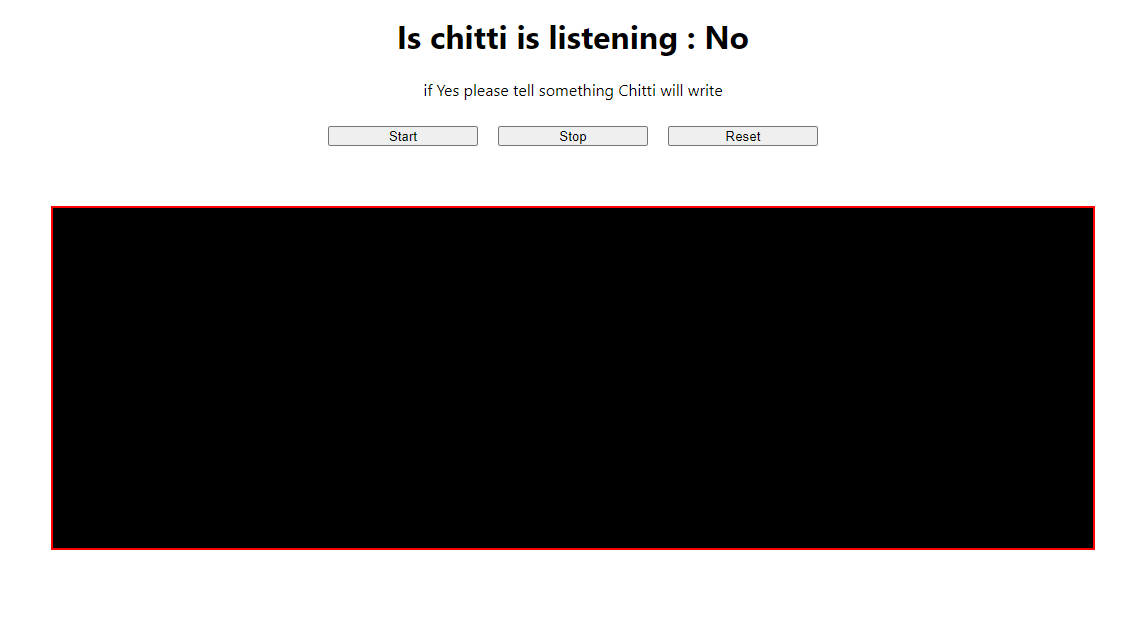 Is chitti is listening : No
if Yes please tell something Chitti will write
Start Stop Reset